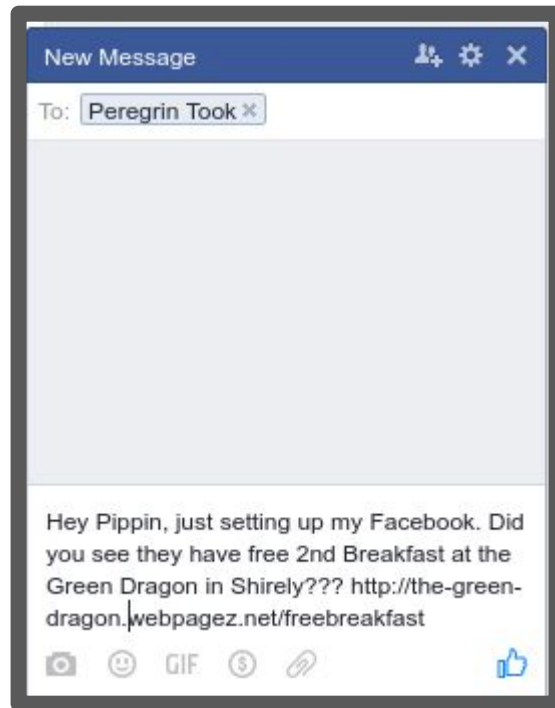 New Message
To: Peregrin Took
Hey Pippin, just setting up my Facebook. Did
you see they have free 2nd Breakfast at the
Green Dragon in Shirely??? http://the-green-
dragon.webpagez.net/freebreakfast
GIF